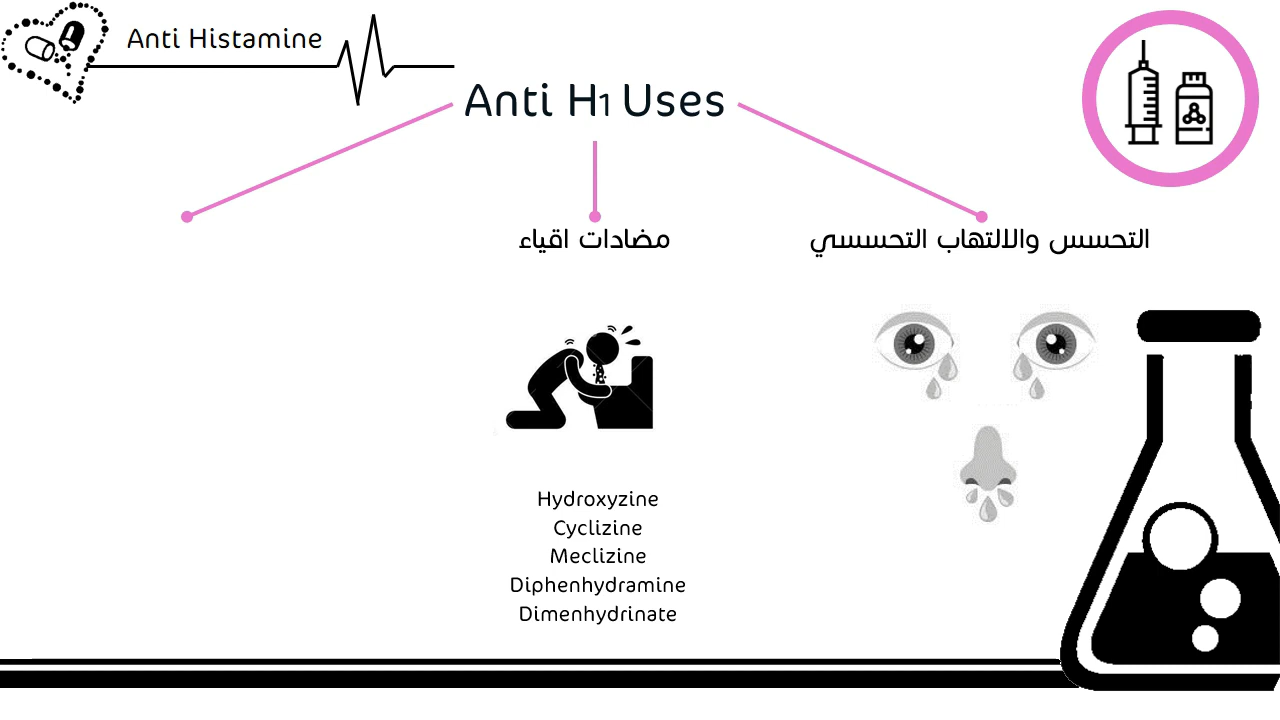 Anti Histamine
Anti H1 Uses
التحسس والالتهاب التحسسي
مضادات اقياء
Hydroxyzine
Cyclizine
Meclizine
Diphenhydramine
Dimenhydrinate